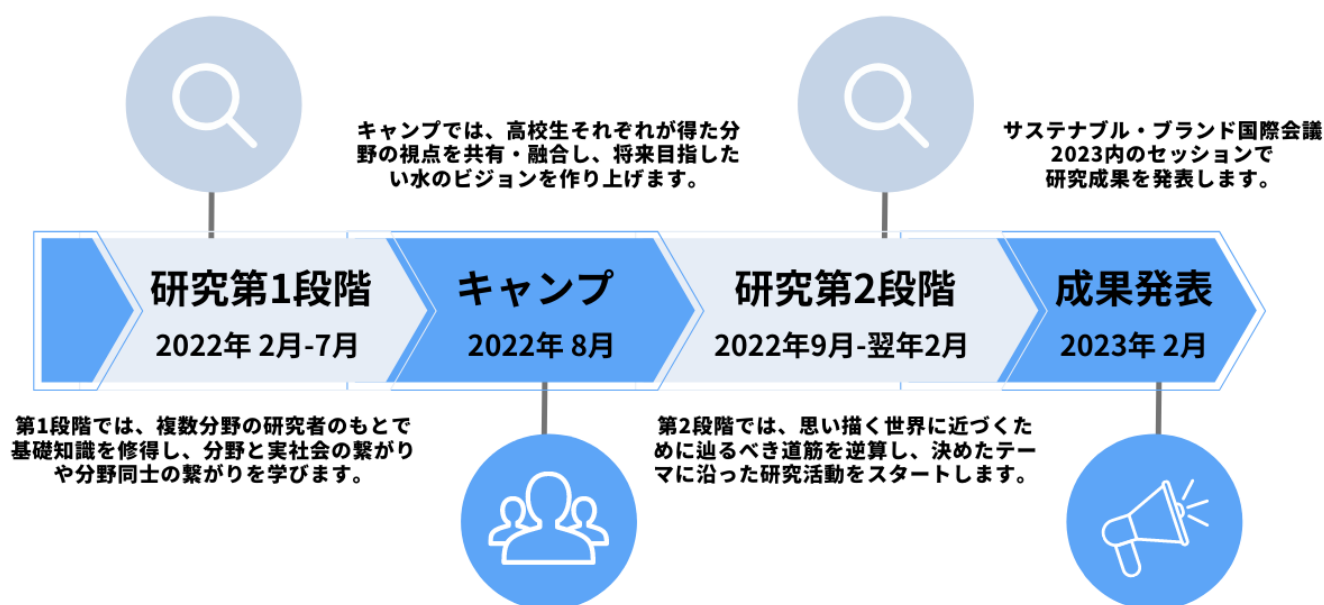 キャンプでは、高校生それぞれが得た分
野の視点を共有・融合し、将来目指した
い水のビジョンを作り上げます。
サステナブル・ブランド国際会議
2023内のセッションで
研究成果を発表します。
研究第1段階
2022年 2月-7月
キャンプ
2022年 8月
研究第2段階
2022年9月-翌年2月
成果発表
2023年 2月
第1段階では、複数分野の研究者のもとで
基礎知識を修得し、分野と実社会の繋がり
や分野同士の繋がりを学びます。
第2段階では、思い描く世界に近づくた
めに辿るべき道筋を逆算し、決めたテー
マに沿った研究活動をスタートします。